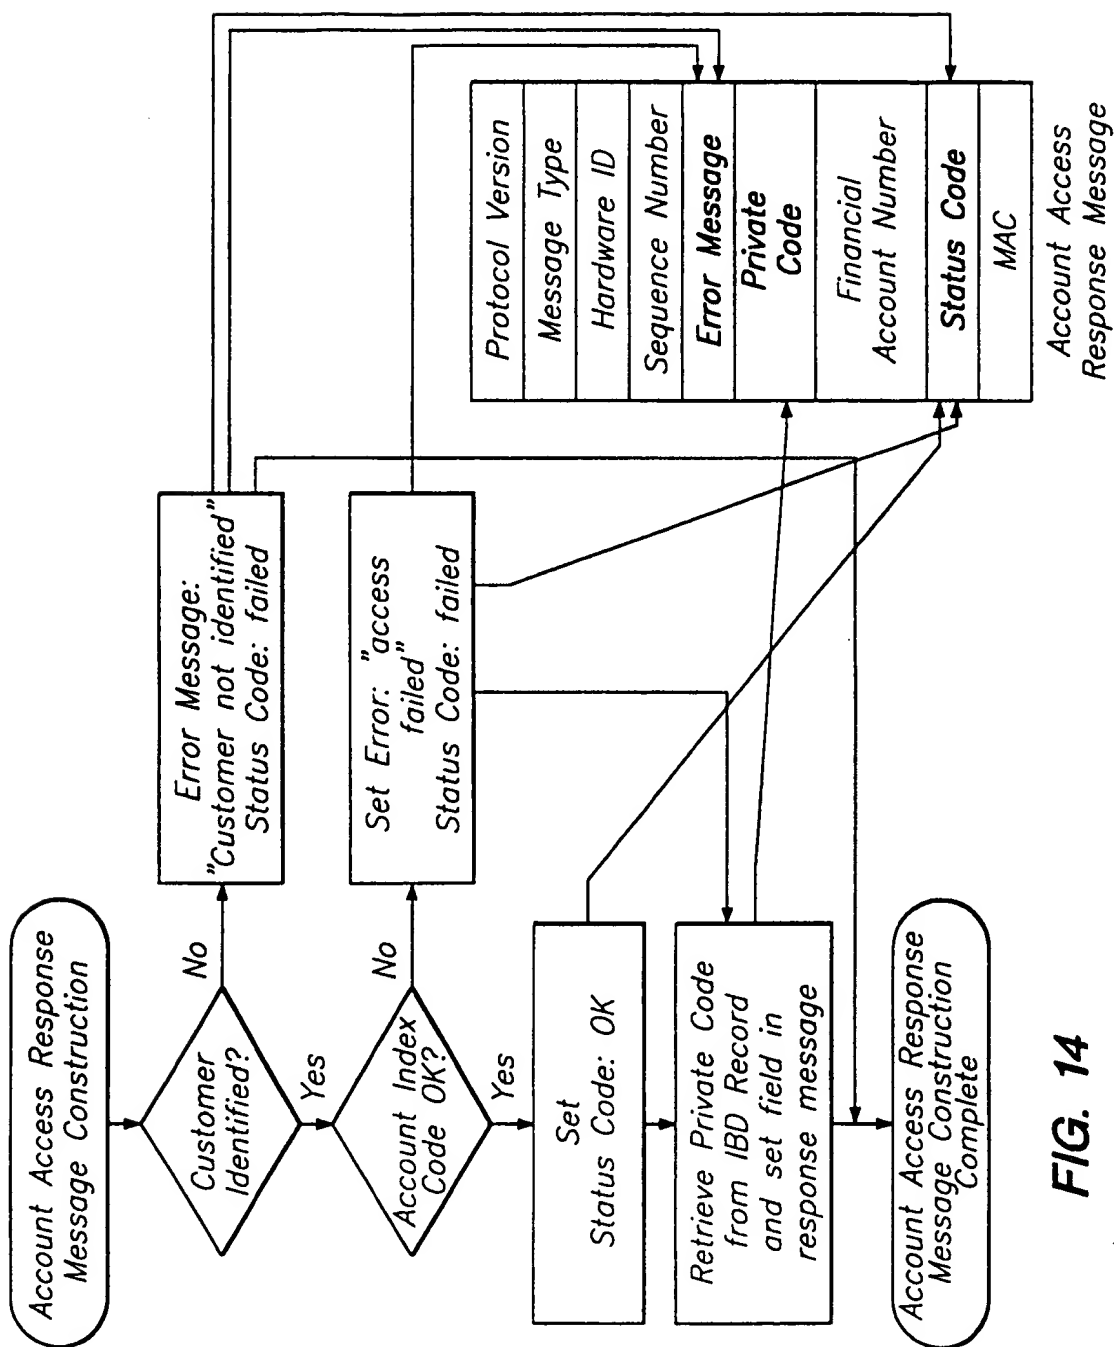 Account Access Response
Message Construction
Customer
Identified?
No
Yes
Error Message:
"Customer not identified"
Status Code: failed
Account Index
Code OK?
No
Yes
Set Error: "access
failed"
Status Code: failed
Set
Status Code: OK
Retrieve Private Code
from IBD Record
and set field in
response message
Account Access Response
Message Construction
Complete
Protocol Version
Message Type
Hardware ID
Sequence Number
Error Message
Private
Code
Financial
Account Number
Status Code
MAC
Account Access
Response Message
FIG. 14